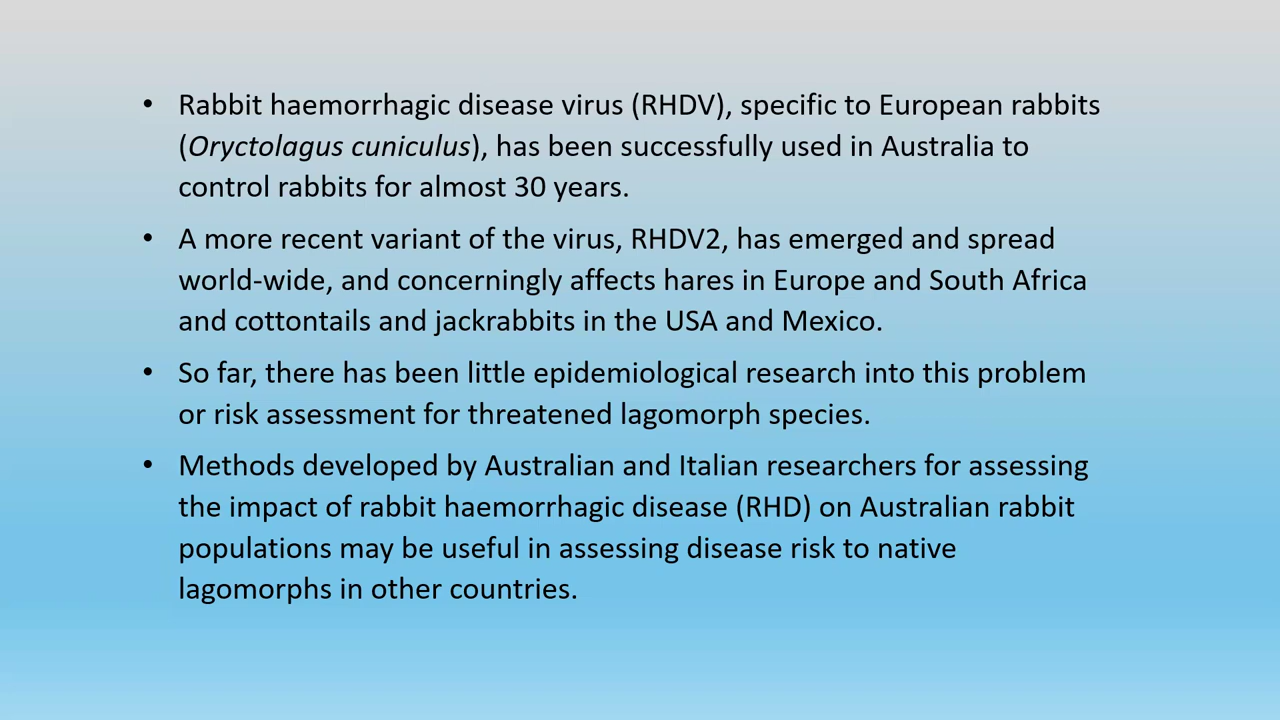 • Rabbit haemorrhagic disease virus (RHDV), specific to European rabbits
(Oryctolagus cuniculus), has been successfully used in Australia to
control rabbits for almost 30 years.
• A more recent variant of the virus, RHDV2, has emerged and spread
world-wide, and concerningly affects hares in Europe and South Africa
and cottontails and jackrabbits in the USA and Mexico.
• So far, there has been little epidemiological research into this problem
or risk assessment for threatened lagomorph species.
• Methods developed by Australian and Italian researchers for assessing
the impact of rabbit haemorrhagic disease (RHD) on Australian rabbit
populations may be useful in assessing disease risk to native
lagomorphs in other countries.